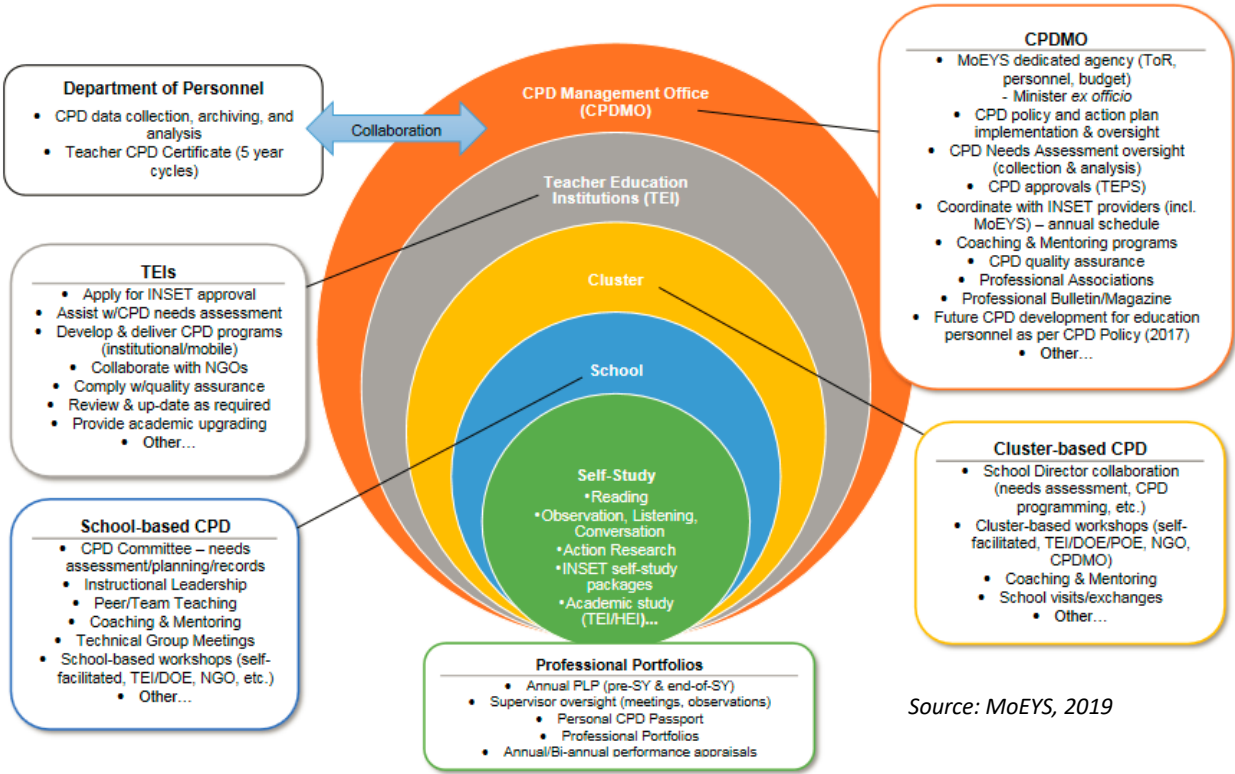 Department of Personnel
• CPD data collection, archiving, and
analysis
• Teacher CPD Certificate (5 year
cycles)
Collaboration
CPD Management Office
(CPDMO)
Teacher Education
Institutions (TEI)
Cluster
School
Self-Study
•Reading
•Observation, Listening,
Conversation
•Action Research
•INSET self-study
packages
•Academic study
(TEI/HEI)...
CPDMO
• MoEYS dedicated agency (ToR,
personnel, budget)
- Minister ex officio
• CPD policy and action plan
implementation & oversight
• CPD Needs Assessment oversight
(collection & analysis)
• CPD approvals (TEPS)
• Coordinate with INSET providers (incl.
MoEYS) – annual schedule
• Coaching & Mentoring programs
• CPD quality assurance
• Professional Associations
• Professional Bulletin/Magazine
• Future CPD development for education
personnel as per CPD Policy (2017)
• Other…
TEIs
• Apply for INSET approval
• Assist w/CPD needs assessment
• Develop & deliver CPD programs
(institutional/mobile)
• Collaborate with NGOs
• Comply w/quality assurance
• Review & up-date as required
• Provide academic upgrading
• Other…
School-based CPD
• CPD Committee – needs
assessment/planning/records
• Instructional Leadership
• Peer/Team Teaching
• Coaching & Mentoring
• Technical Group Meetings
• School-based workshops (self-
facilitated, TEI/DOE, NGO, etc.)
• Other…
Cluster-based CPD
• School Director collaboration
(needs assessment, CPD
programming, etc.)
• Cluster-based workshops (self-
facilitated, TEI/DOE/POE, NGO,
CPDMO)
• Coaching & Mentoring
• School visits/exchanges
• Other…
Professional Portfolios
• Annual PLP (pre-SY & end-of-SY)
• Supervisor oversight (meetings, observations)
• Personal CPD Passport
• Professional Portfolios
• Annual/Bi-annual performance appraisals
Source: MoEYS, 2019